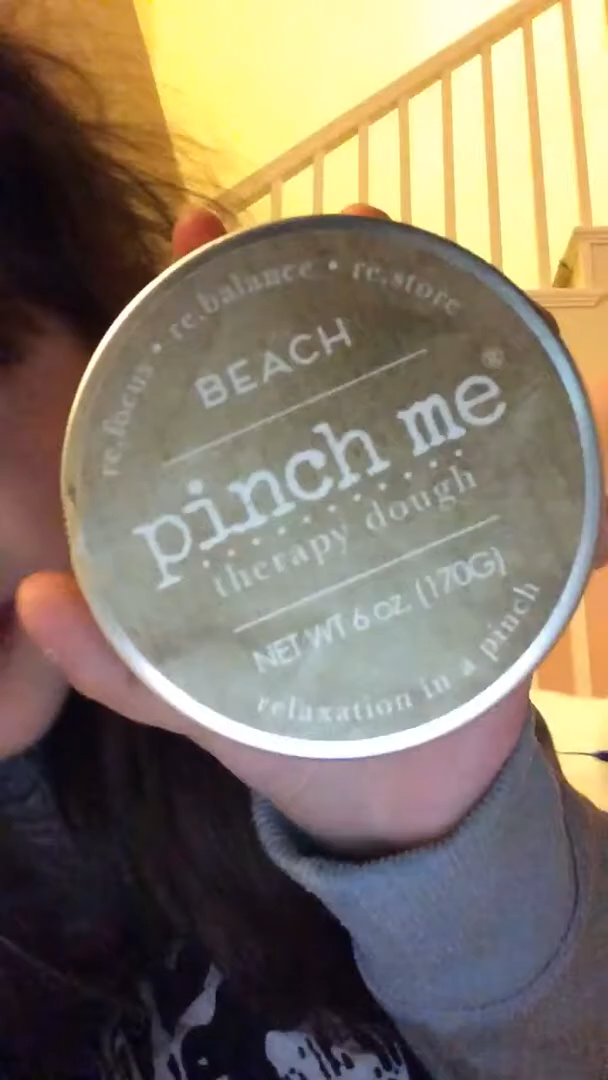 re.focus • re.balance • re.store
BEACH
pinch me®
therapy dough
NET WT 6 oz. (170G)
relaxation in a pinch